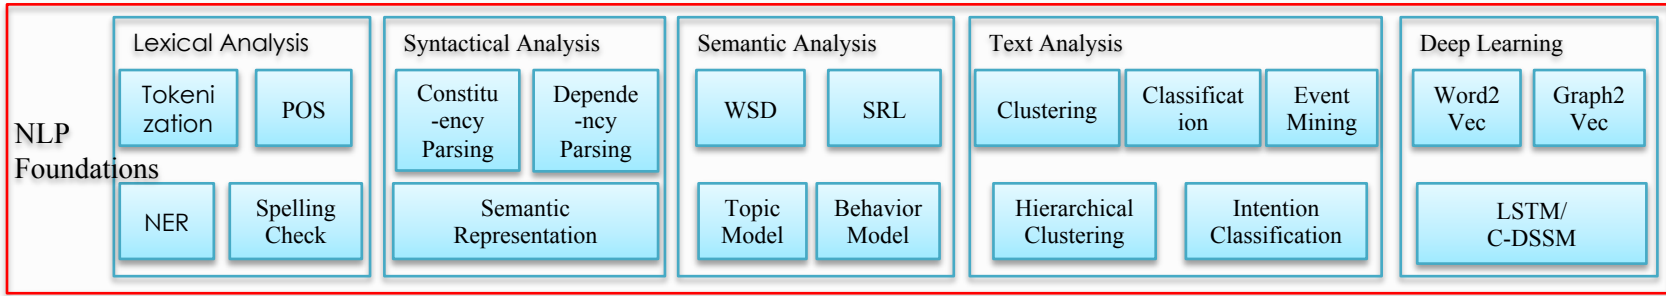 NLP
Foundations
Lexical Analysis
Tokeni
zation
POS
NER
Spelling
Check
Syntactical Analysis
Constitu
-ency
Parsing
Depende
-ncy
Parsing
Semantic
Representation
Semantic Analysis
WSD
SRL
Topic
Model
Behavior
Model
Text Analysis
Clustering
Classificat
ion
Event
Mining
Hierarchical
Clustering
Intention
Classification
Deep Learning
Word2
Vec
Graph2
Vec
LSTM/
C-DSSM